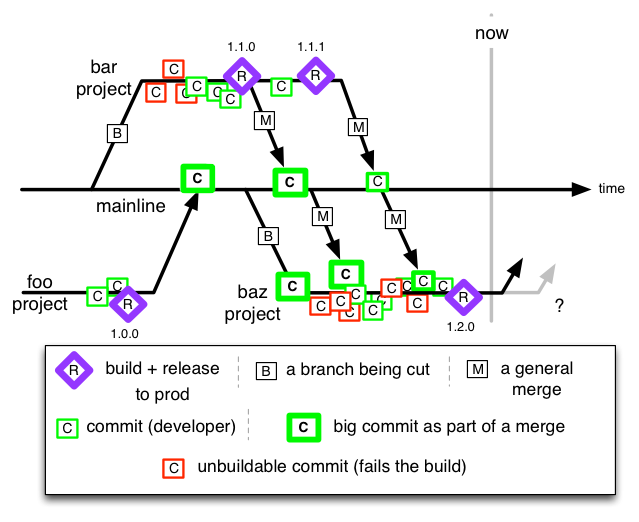 now
1.1.0
1.1.1
bar
project
C
C
C
C
C
C
C
R
C
R
B
M
M
C
C
C
time
mainline
B
M
M
foo
project
C
C
R
1.0.0
baz
project
C
C
C
C
C
C
C
C
C
C
C
C
C
R
1.2.0
?
R
build + release
to prod
B
a branch being cut
M
a general
merge
C
commit (developer)
C
big commit as part of a merge
C
unbuildable commit (fails the build)